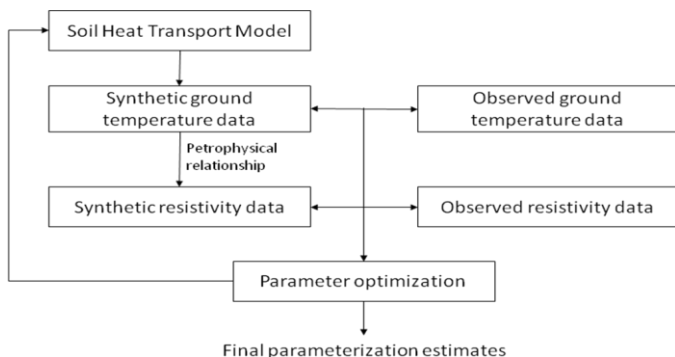 Soil Heat Transport Model
Synthetic ground
temperature data
Observed ground
temperature data
Petrophysical
relationship
Synthetic resistivity data
Observed resistivity data
Parameter optimization
Final parameterization estimates